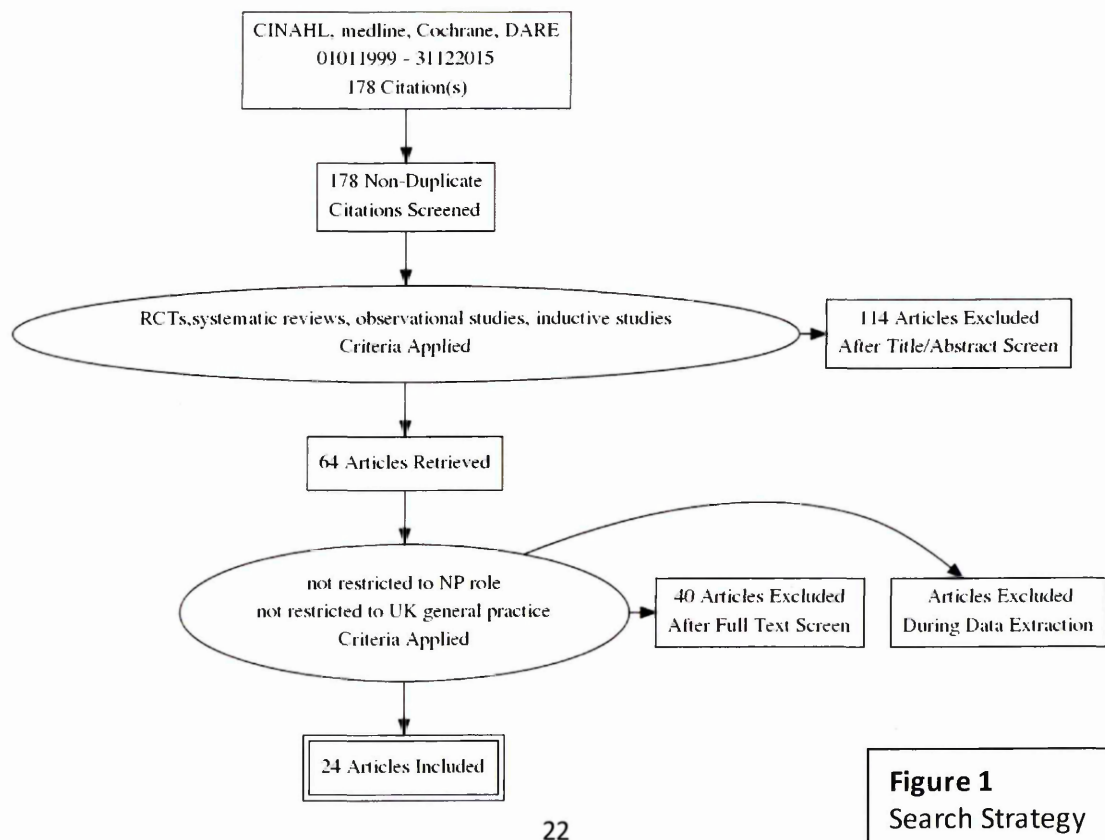 CINAHL, medline, Cochrane, DARE
01011999 - 31122015
178 Citation(s)
178 Non-Duplicate
Citations Screened
RCTs,systematic reviews, observational studies, inductive studies
Criteria Applied
114 Articles Excluded
After Title/Abstract Screen
64 Articles Retrieved
not restricted to NP role
not restricted to UK general practice
Criteria Applied
40 Articles Excluded
After Full Text Screen
Articles Excluded
During Data Extraction
24 Articles Included
Figure 1
Search Strategy
22